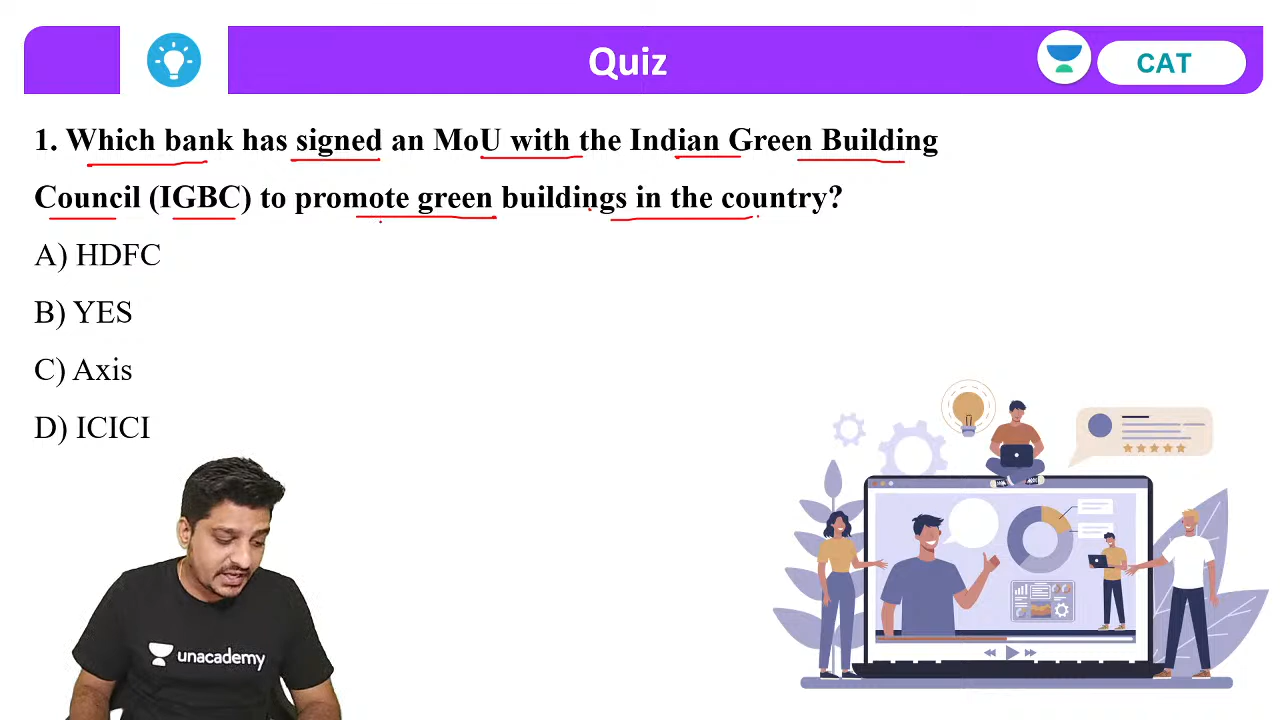 Quiz
CAT
1. Which bank has signed an MoU with the Indian Green Building
Council (IGBC) to promote green buildings in the country?
A) HDFC
B) YES
C) Axis
D) ICICI
unacademy